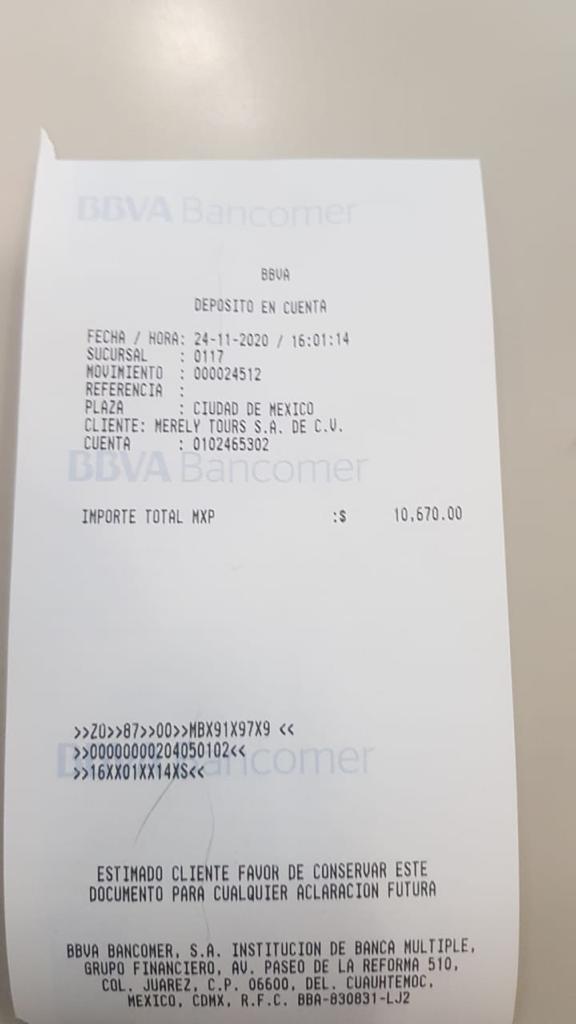 BBVA Bancomer
BBVA
DEPOSITO EN CUENTA
FECHA / HORA: 24-11-2020 / 16:01:14
SUCURSAL : 0117
MOVIMIENTO : 000024512
REFERENCIA :
PLAZA : CIUDAD DE MEXICO
CLIENTE: MERELY TOURS S.A. DE C.V.
CUENTA : 0102465302
BBVA Bancomer
IMPORTE TOTAL MXP :$ 10,670.00
>>ZO>>87>>00>>MBX91X97X9 <<
>>00000000204050102<<
BBVA Bancomer
>>16XX01XX14XS<<
ESTIMADO CLIENTE FAVOR DE CONSERVAR ESTE
DOCUMENTO PARA CUALQUIER ACLARACION FUTURA
BBVA BANCOMER, S.A. INSTITUCION DE BANCA MULTIPLE,
GRUPO FINANCIERO, AV. PASEO DE LA REFORMA 510,
COL. JUAREZ, C.P. 06600, DEL. CUAUHTEMOC,
MEXICO, CDMX, R.F.C. BBA-830831-LJ2